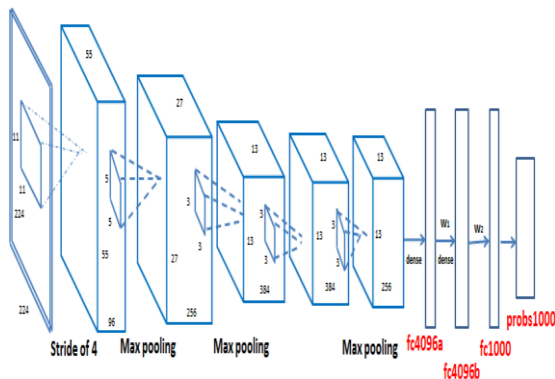 11
11
224
224
55
5
5
55
96
Stride of 4
27
3
3
27
256
Max pooling
13
3
3
13
384
Max pooling
13
3
3
13
384
13
13
256
Max pooling
dense
fc4096a
W1
dense
fc4096b
W2
fc1000
probs1000